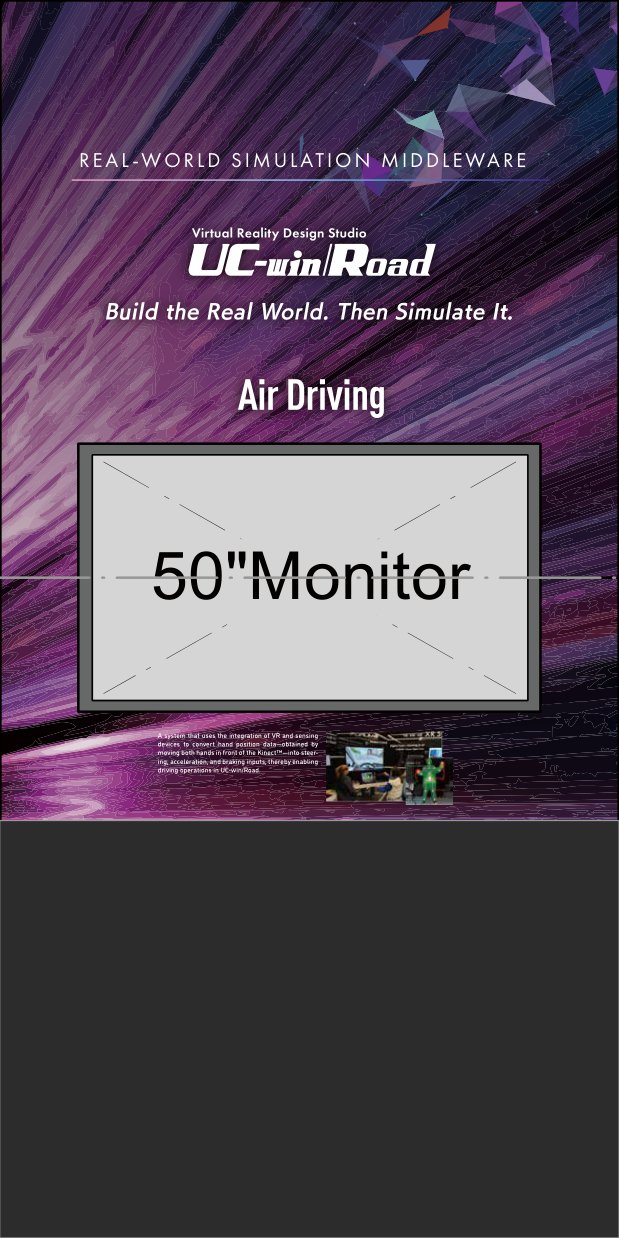 REAL-WORLD SIMULATION MIDDLEWARE
Virtual Reality Design Studio
UC-win/Road
Build the Real World. Then Simulate It.
Air Driving
50"Monitor
A system that uses the integration of VR and sensing
devices to convert hand position data—obtained by
moving both hands in front of the Kinect™—into steer-
ing, acceleration, and braking inputs, thereby enabling
driving operations in UC-win/Road.